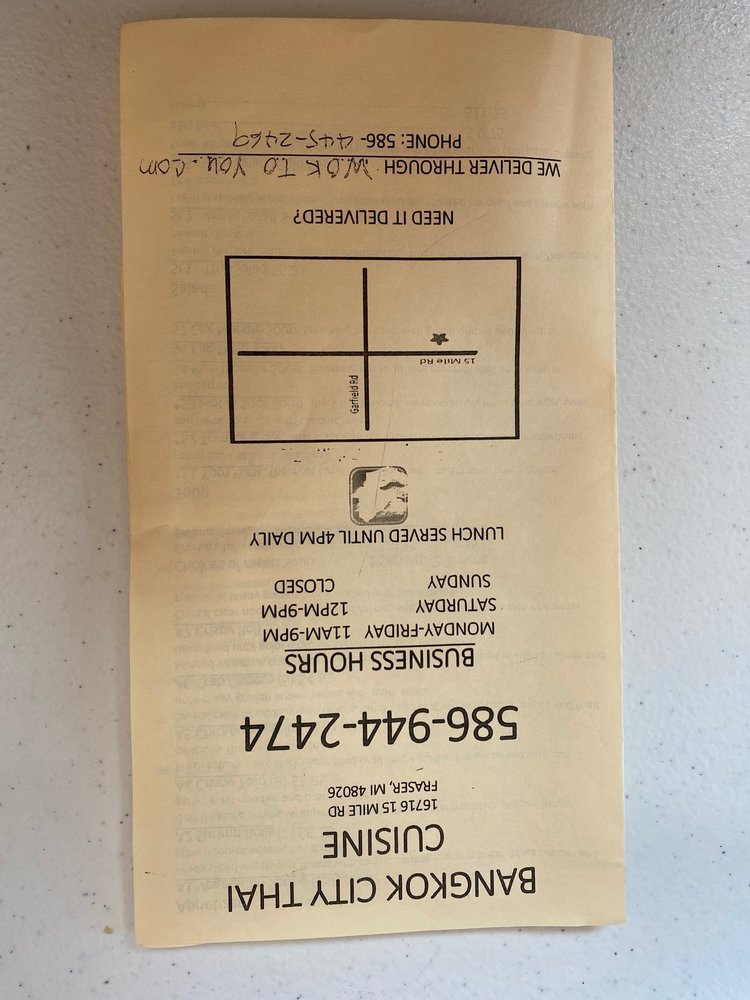 BANGKOK CITY THAI
CUISINE
16716 15 MILE RD
FRASER, MI 48026
586-944-2474
BUSINESS HOURS
MONDAY-FRIDAY 11AM-9PM
SATURDAY 12PM-9PM
SUNDAY CLOSED
LUNCH SERVED UNTIL 4PM DAILY
Garfield Rd
15 Mile Rd
NEED IT DELIVERED?
WE DELIVER THROUGH WOK TO YOU.COM
PHONE: 586-445-2469